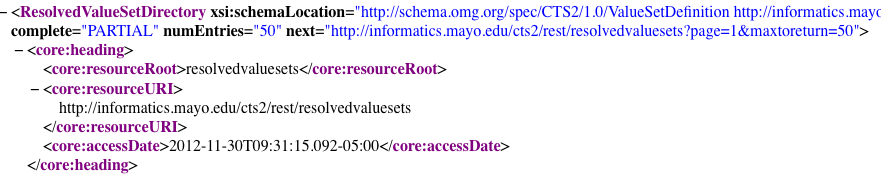 − <ResolvedValueSetDirectory xsi:schemaLocation="http://schema.omg.org/spec/CTS2/1.0/ValueSetDefinition http://informatics.mayo
complete="PARTIAL" numEntries="50" next="http://informatics.mayo.edu/cts2/rest/resolvedvaluesets?page=1&maxtoreturn=50">
− <core:heading>
<core:resourceRoot>resolvedvaluesets</core:resourceRoot>
− <core:resourceURI>
http://informatics.mayo.edu/cts2/rest/resolvedvaluesets
</core:resourceURI>
<core:accessDate>2012-11-30T09:31:15.092-05:00</core:accessDate>
</core:heading>